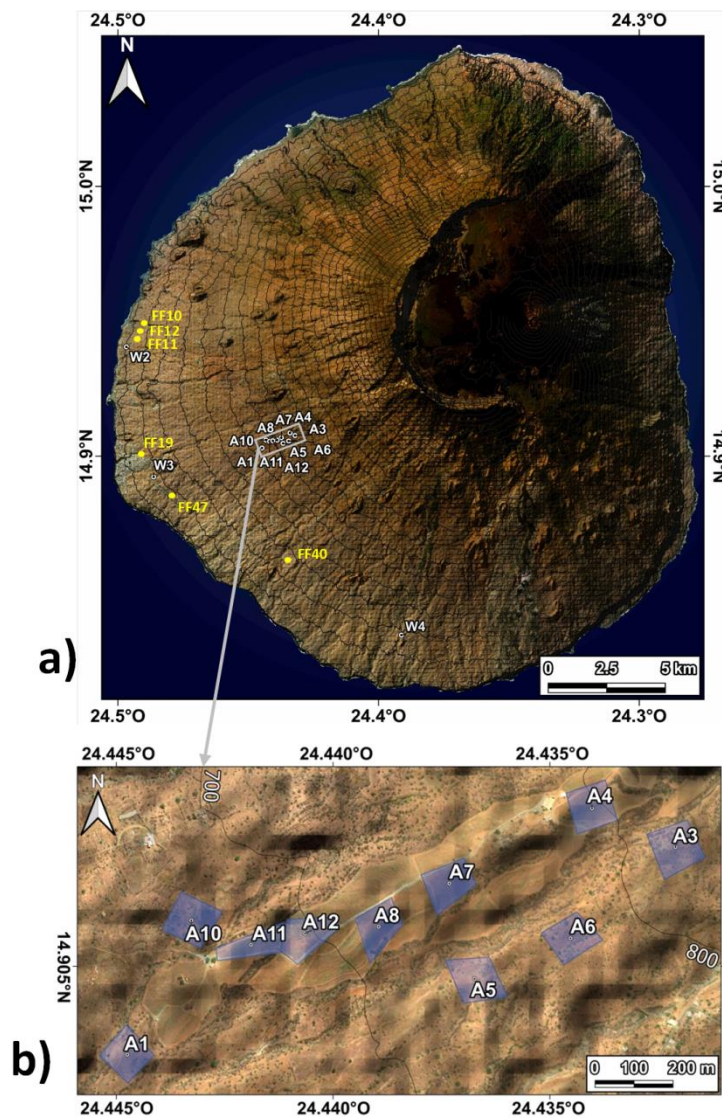 24.5°O 24.4°O 24.3°O
N
15.0°N 15.0°N
FF10
FF12
FF11
W2
A7 A4
A8 A3
A10
14.9°N FF19 A5 A6 14.9°N
A1 A11 A12
W3
FF47
FF40
W4
a)
0 2.5 5 km
24.5°O 24.4°O 24.3°O
24.445°O 24.440°O 24.435°O
N
700
A4
A3
A7
A10 A12 A8
A11 A6
14.905°N 800
A5
A1
b)
0 100 200 m
24.445°O 24.440°O 24.435°O